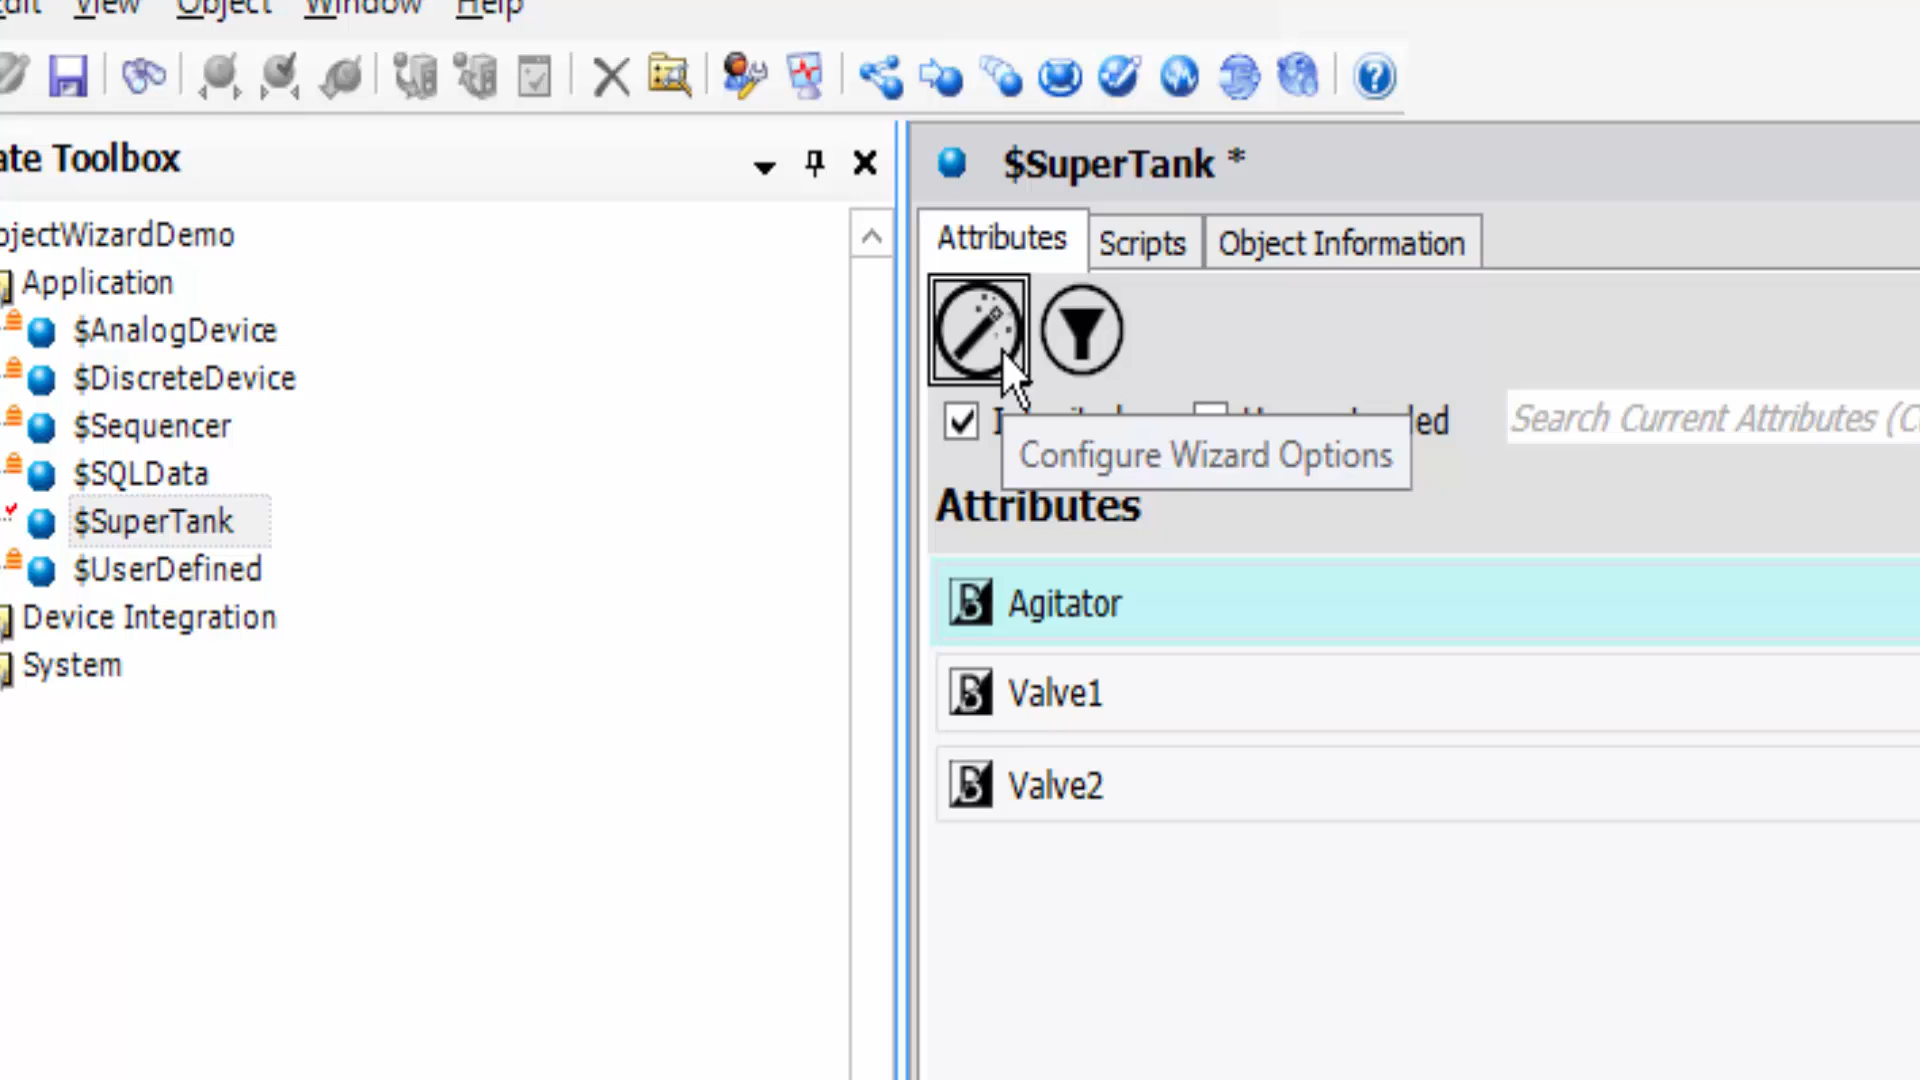 Edit View Object Window Help
ate Toolbox
$SuperTank *
Attributes Scripts Object Information
ojectWizardDemo
Application
$AnalogDevice
$DiscreteDevice
$Sequencer
$SQLData
$SuperTank
$UserDefined
Device Integration
System
Search Current Attributes (C
Configure Wizard Options
Attributes
Agitator
Valve1
Valve2